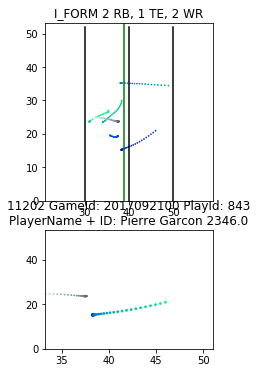 I_FORM 2 RB, 1 TE, 2 WR
50
40
30
20
10
0
30 40 50
11202 GameId: 2017092100 PlayId: 843
PlayerName + ID: Pierre Garcon 2346.0
40
20
0
35 40 45 50